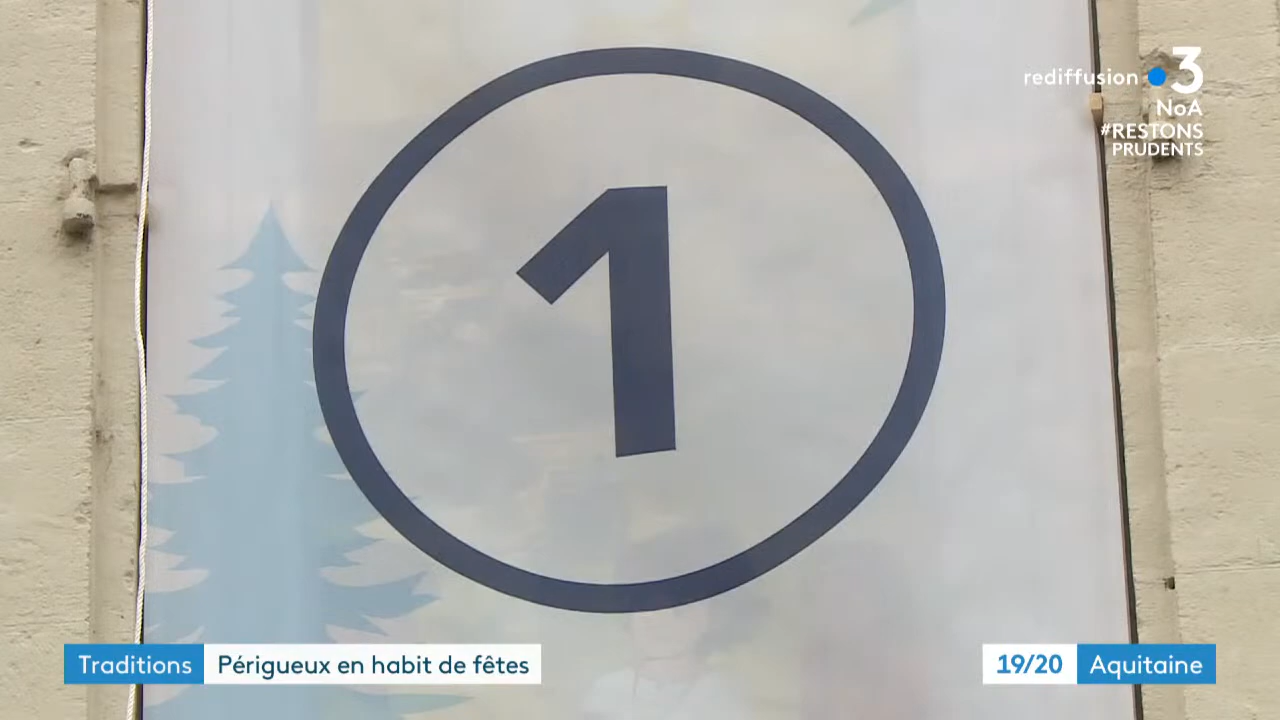 rediffusion 3
NoA
#RESTONS
PRUDENTS
1
Traditions Périgueux en habit de fêtes
19/20 Aquitaine